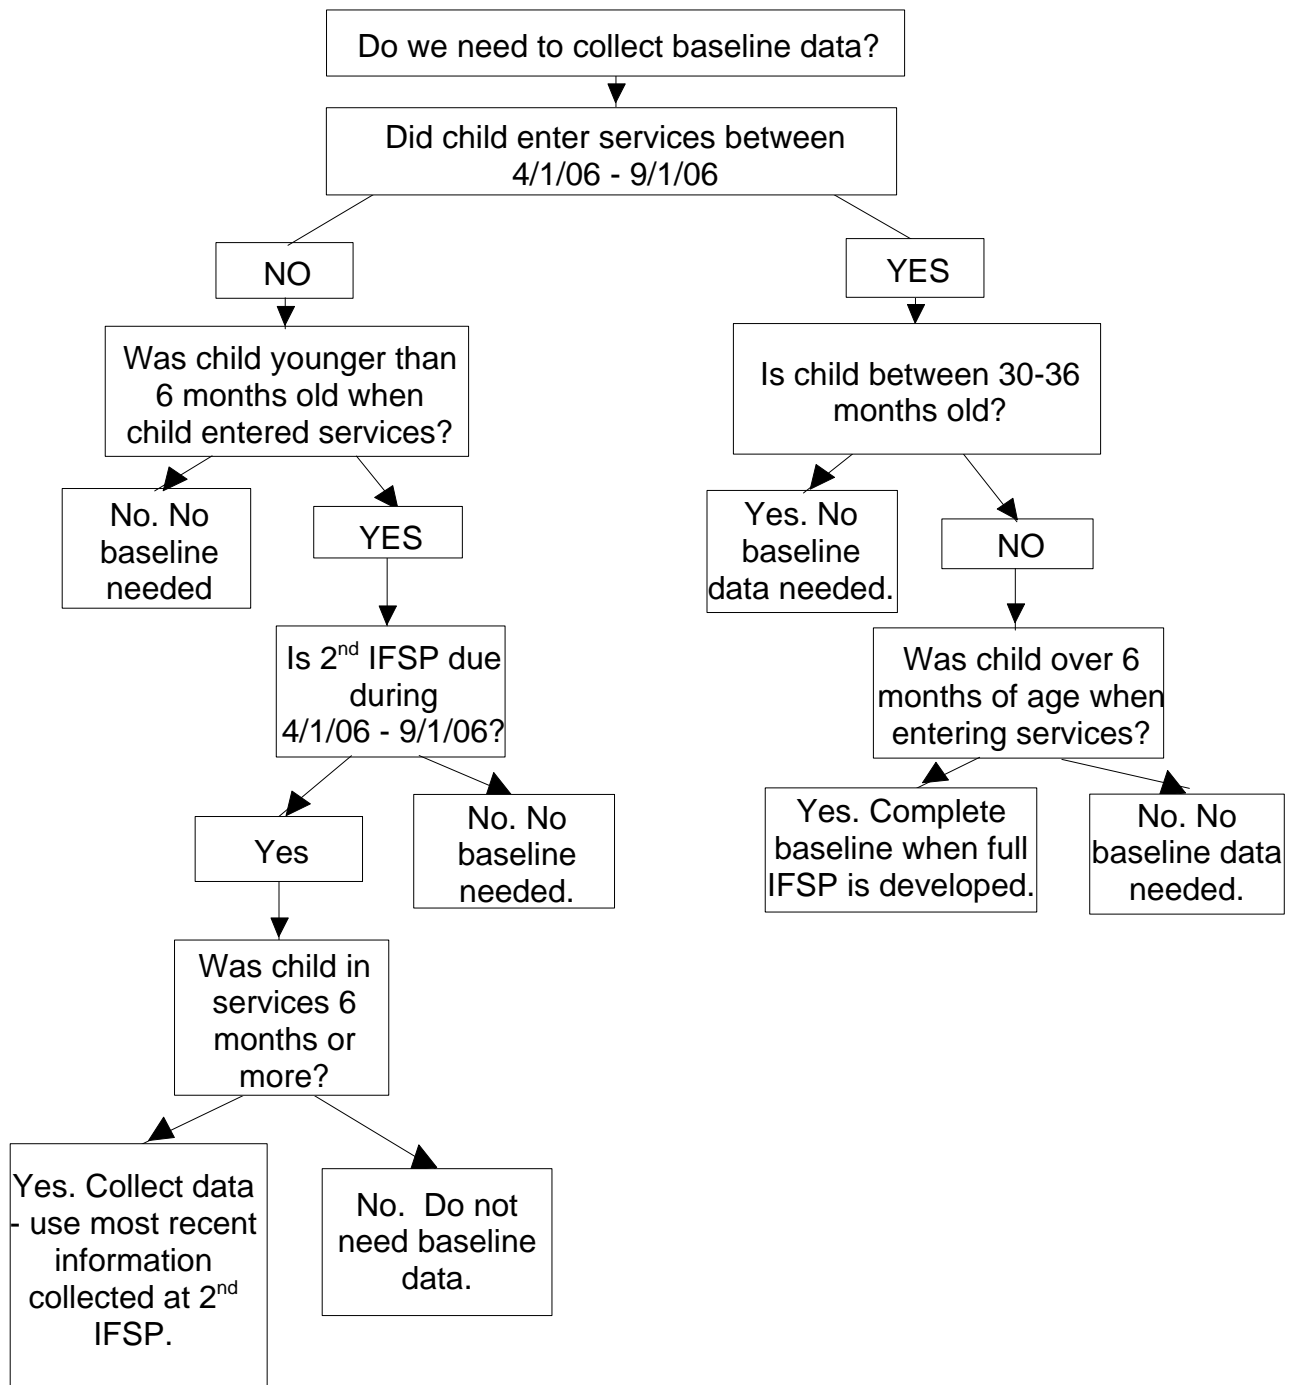 Do we need to collect baseline data?
Did child enter services between
4/1/06 - 9/1/06
NO
YES
Was child younger than
6 months old when
child entered services?
Is child between 30-36
months old?
No. No
baseline
needed
YES
Yes. No
baseline
data needed.
NO
Is 2nd IFSP due
during
4/1/06 - 9/1/06?
Was child over 6
months of age when
entering services?
Yes
No. No
baseline
needed.
Yes. Complete
baseline when full
IFSP is developed.
No. No
baseline data
needed.
Was child in
services 6
months or
more?
Yes. Collect data
- use most recent
information
collected at 2nd
IFSP.
No. Do not
need baseline
data.